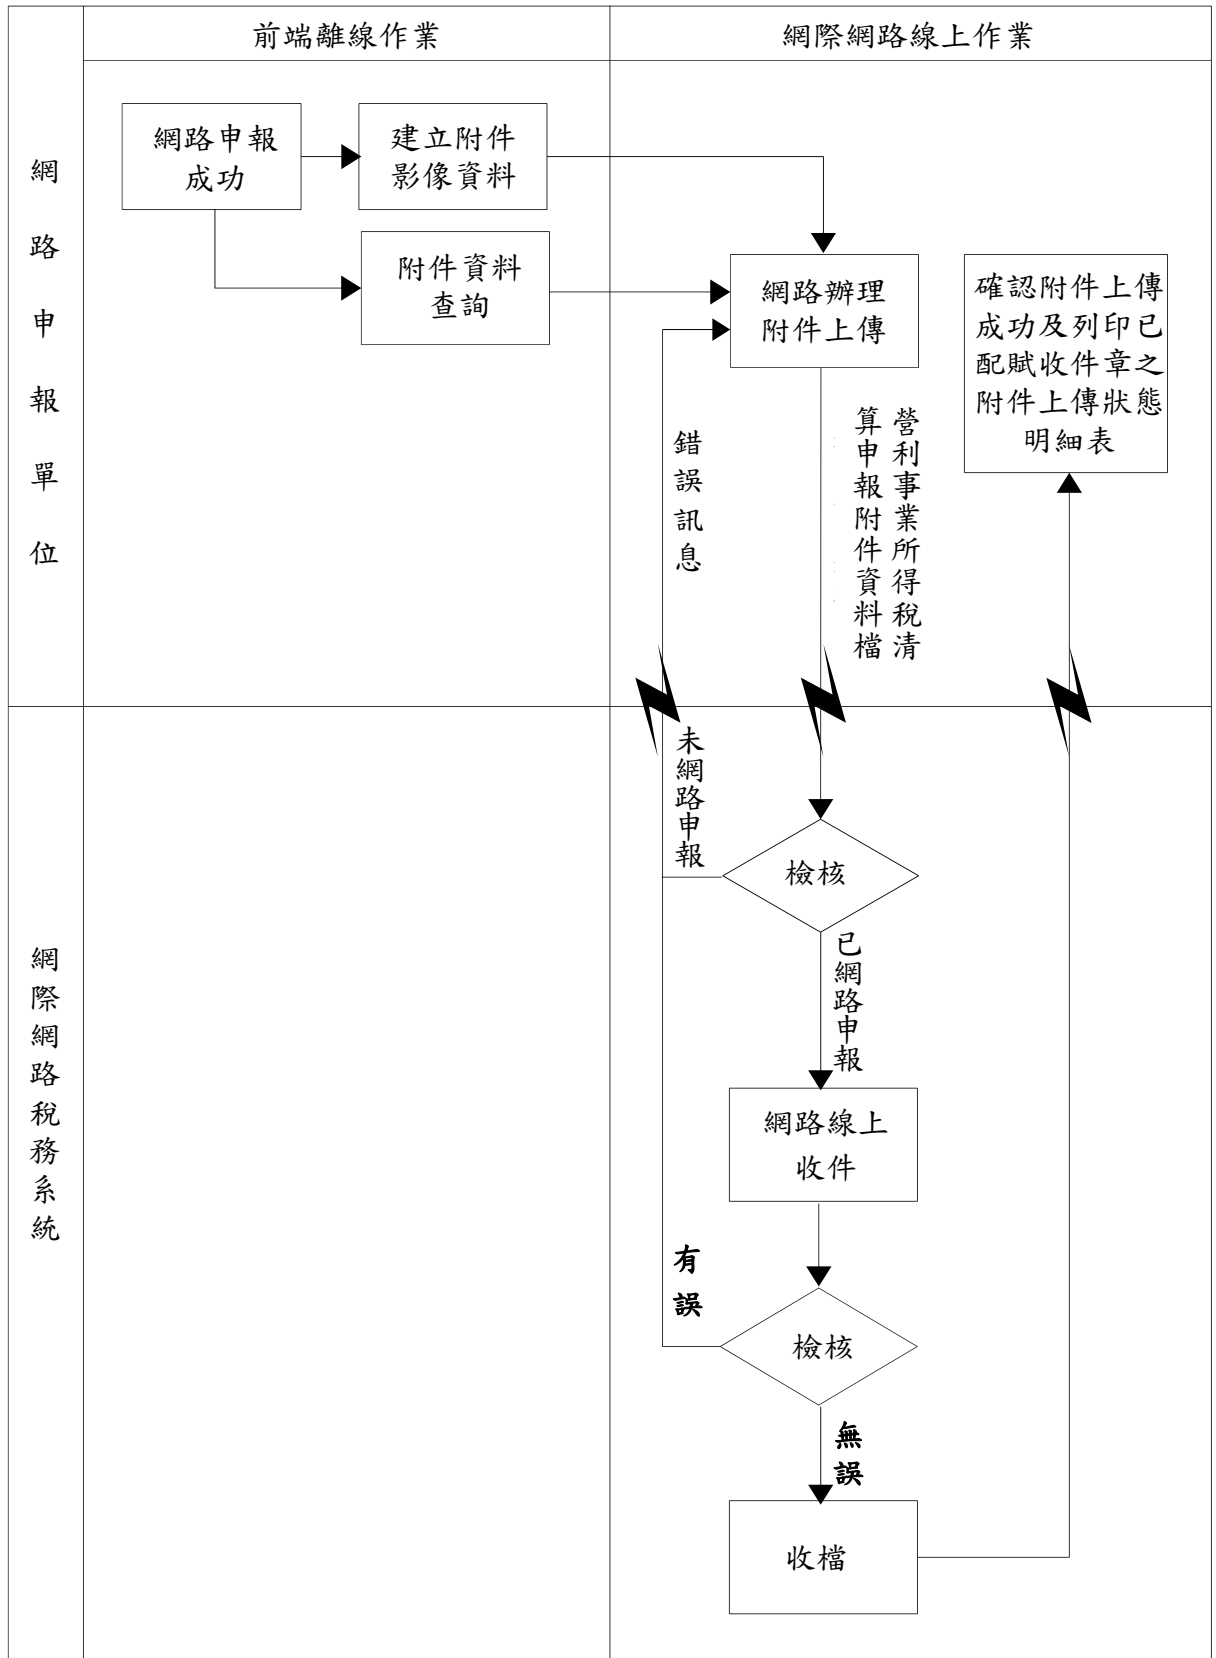 前端離線作業
網際網路線上作業
網路申報單位
網路申報
成功
建立附件
影像資料
附件資料
查詢
網路辦理
附件上傳
確認附件上傳
成功及列印已
配賦收件章之
附件上傳狀態
明細表
錯誤訊息
營利事業所得稅清
算申報附件資料檔
網際網路稅務系統
未網路申報
檢核
已網路申報
網路線上
收件
有誤
檢核
無誤
收檔